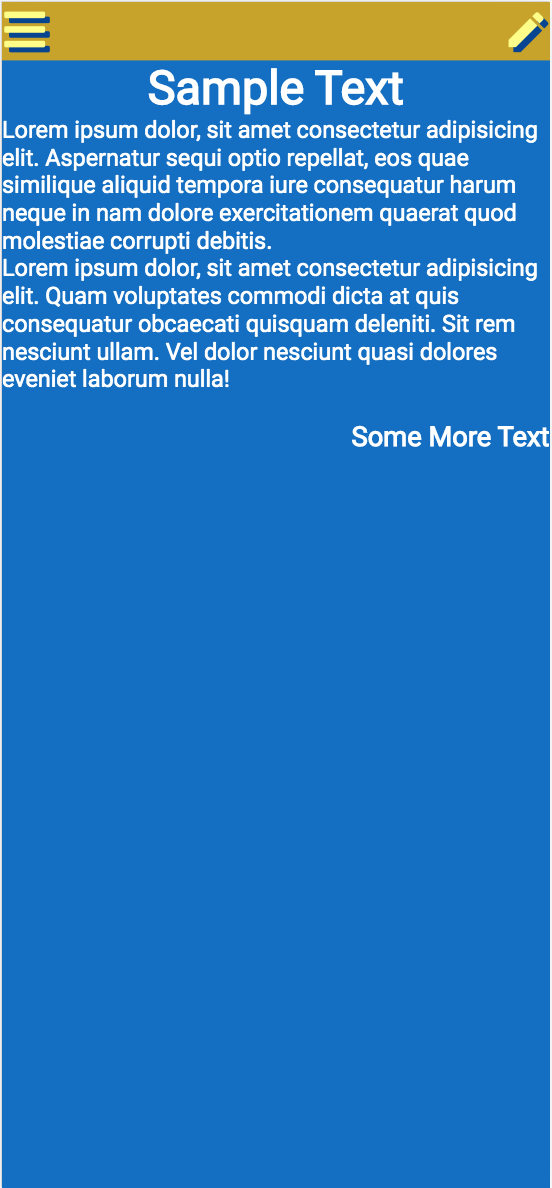 Sample Text
Lorem ipsum dolor, sit amet consectetur adipisicing
elit. Aspernatur sequi optio repellat, eos quae
similique aliquid tempora iure consequatur harum
neque in nam dolore exercitationem quaerat quod
molestiae corrupti debitis.
Lorem ipsum dolor, sit amet consectetur adipisicing
elit. Quam voluptates commodi dicta at quis
consequatur obcaecati quisquam deleniti. Sit rem
nesciunt ullam. Vel dolor nesciunt quasi dolores
eveniet laborum nulla!
Some More Text